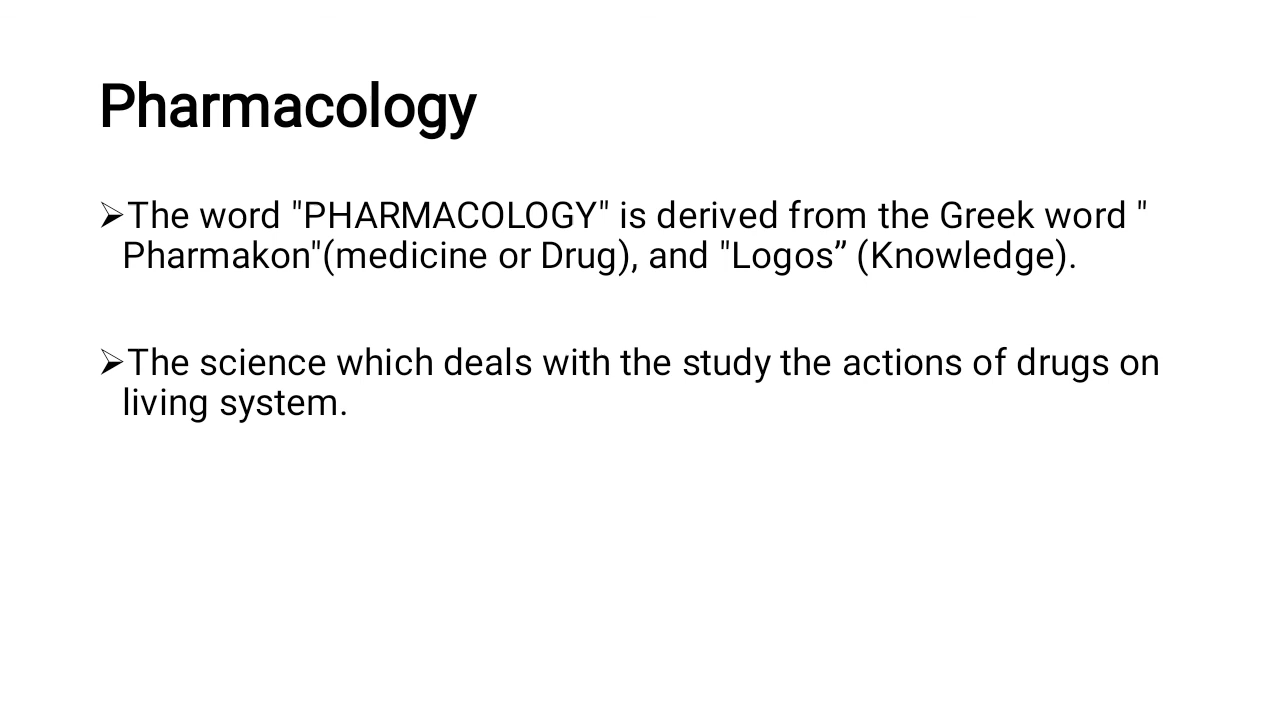 Pharmacology
➢The word "PHARMACOLOGY" is derived from the Greek word "
Pharmakon"(medicine or Drug), and "Logos” (Knowledge).
➢The science which deals with the study the actions of drugs on
living system.